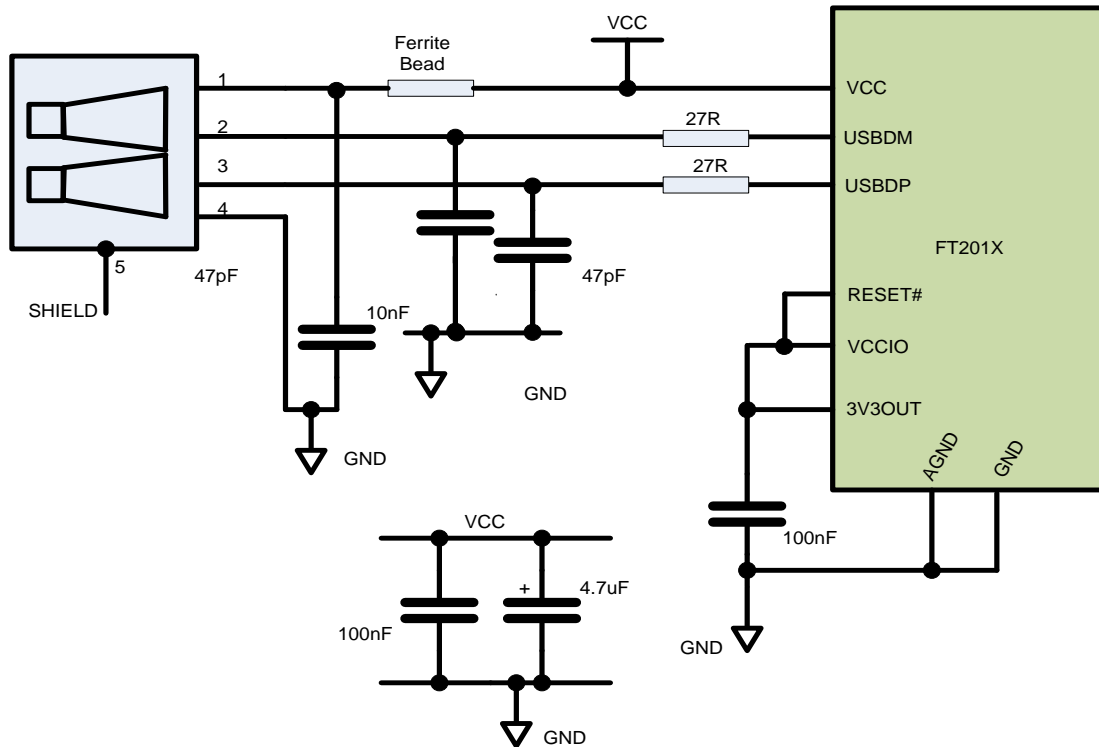 VCC
Ferrite
Bead
1
VCC
27R
2
USBDM
27R
3
USBDP
4
FT201X
5
47pF
47pF
SHIELD
10nF
RESET#
VCCIO
GND
3V3OUT
GND
AGND
GND
VCC
100nF
+
4.7uF
100nF
GND
GND